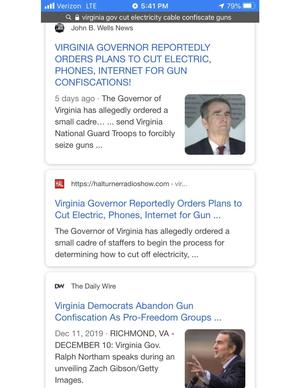 Verizon LTE 5:41 PM 79%
virginia gov cut electricity cable confiscate guns
John B. Wells News
VIRGINIA GOVERNOR REPORTEDLY
ORDERS PLANS TO CUT ELECTRIC,
PHONES, INTERNET FOR GUN
CONFISCATIONS!
5 days ago · The Governor of
Virginia has allegedly ordered a
small cadre… ... send Virginia
National Guard Troops to forcibly
seize guns ...
HAL
https://halturnerradioshow.com › vir...
Virginia Governor Reportedly Orders Plans to
Cut Electric, Phones, Internet for Gun ...
The Governor of Virginia has allegedly ordered a
small cadre of staffers to begin the process for
determining how to cut off electricity, ...
DW The Daily Wire
Virginia Democrats Abandon Gun
Confiscation As Pro-Freedom Groups ...
Dec 11, 2019 · RICHMOND, VA -
DECEMBER 10: Virginia Gov.
Ralph Northam speaks during an
unveiling Zach Gibson/Getty
Images.